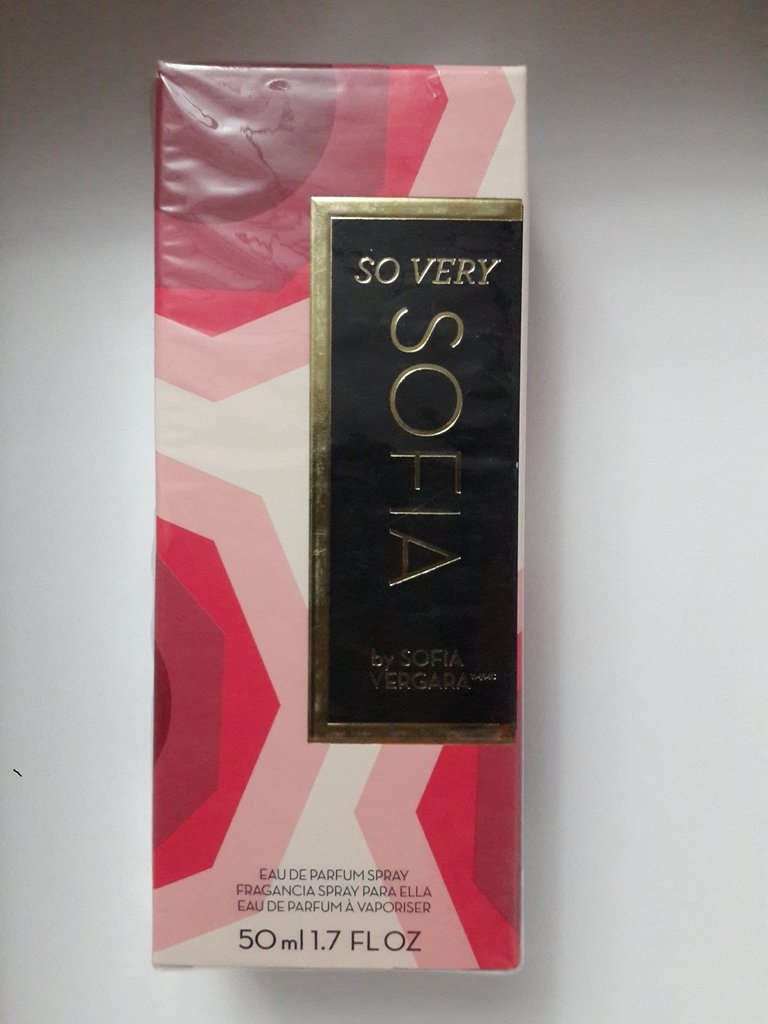 SO VERY
SOFIA
by SOFIA
VERGARA
EAU DE PARFUM SPRAY
FRAGANCIA SPRAY PARA ELLA
EAU DE PARFUM À VAPORISER
50 ml 1.7 FL OZ